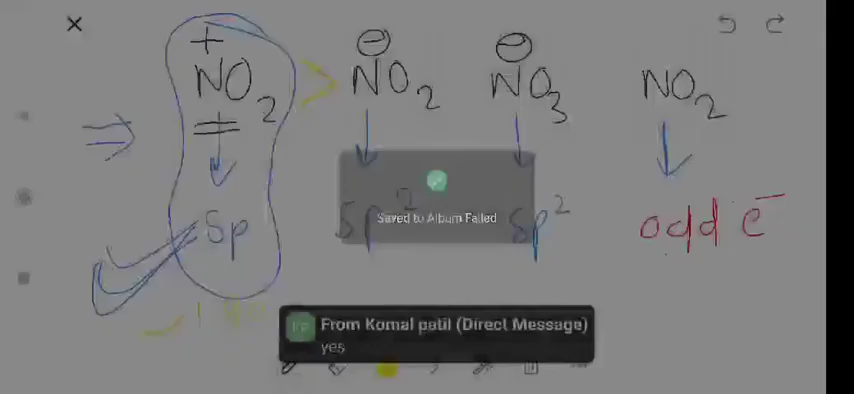 ⇒ NO₂⁺ > NO₂⁻ NO₃⁻ NO₂
Sp Sp² Sp² odd e⁻
Saved to Album Failed
From Komal patil (Direct Message)
yes